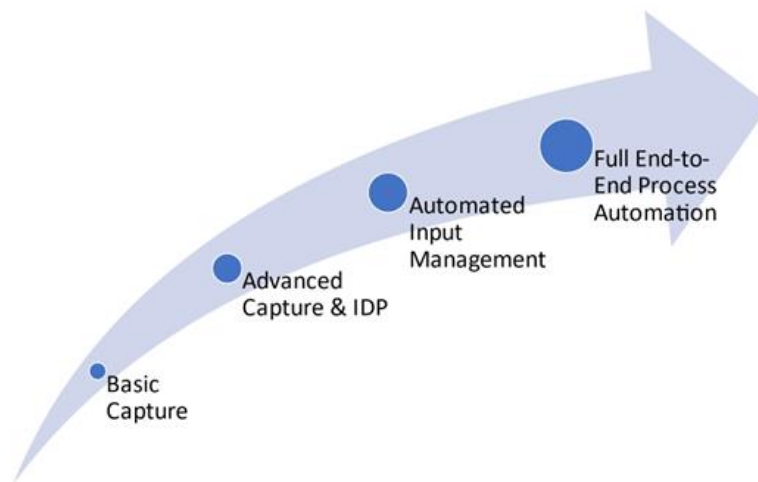 Full End-to-
End Process
Automation
Automated
Input
Management
Advanced
Capture & IDP
Basic
Capture